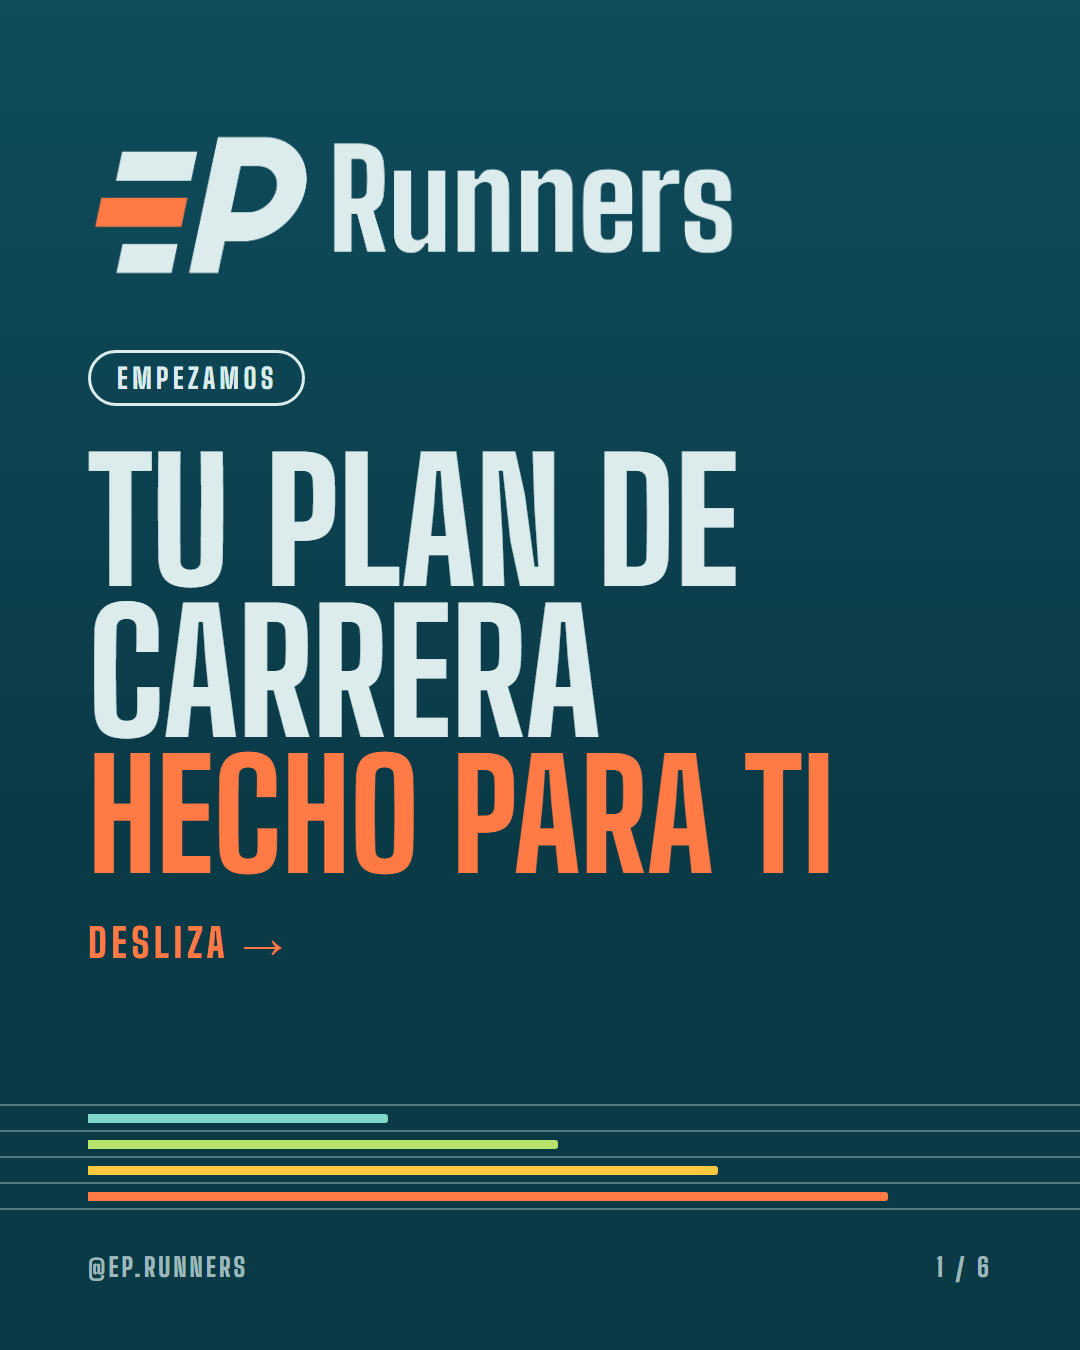 EP Runners
EMPEZAMOS
TU PLAN DE
CARRERA
HECHO PARA TI
DESLIZA →
@EP.RUNNERS
1 / 6